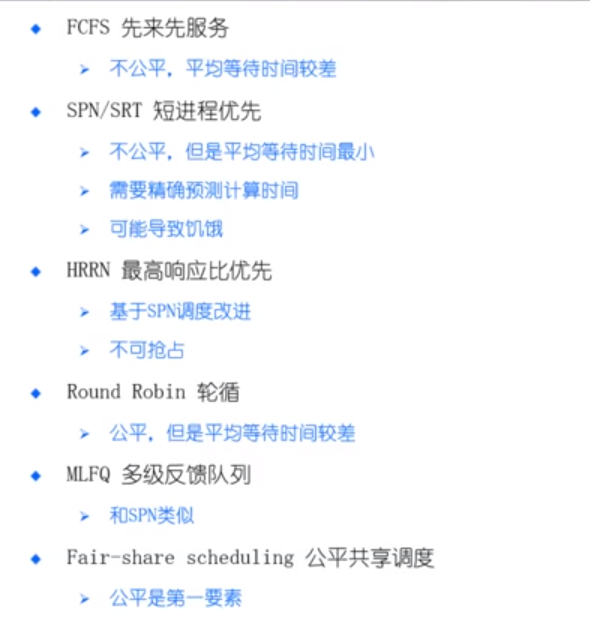 FCFS 先来先服务
不公平，平均等待时间较差
SPN/SRT 短进程优先
不公平，但是平均等待时间最小
需要精确预测计算时间
可能导致饥饿
HRRN 最高响应比优先
基于SPN调度改进
不可抢占
Round Robin 轮循
公平，但是平均等待时间较差
MLFQ 多级反馈队列
和SPN类似
Fair-share scheduling 公平共享调度
公平是第一要素